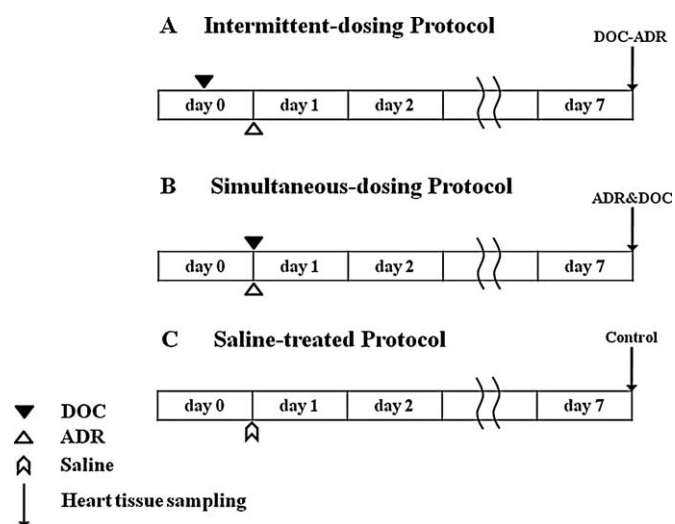 A Intermittent-dosing Protocol
DOC-ADR
day 0 day 1 day 2 day 7
B Simultaneous-dosing Protocol
ADR&DOC
day 0 day 1 day 2 day 7
C Saline-treated Protocol
Control
day 0 day 1 day 2 day 7
DOC
ADR
Saline
Heart tissue sampling